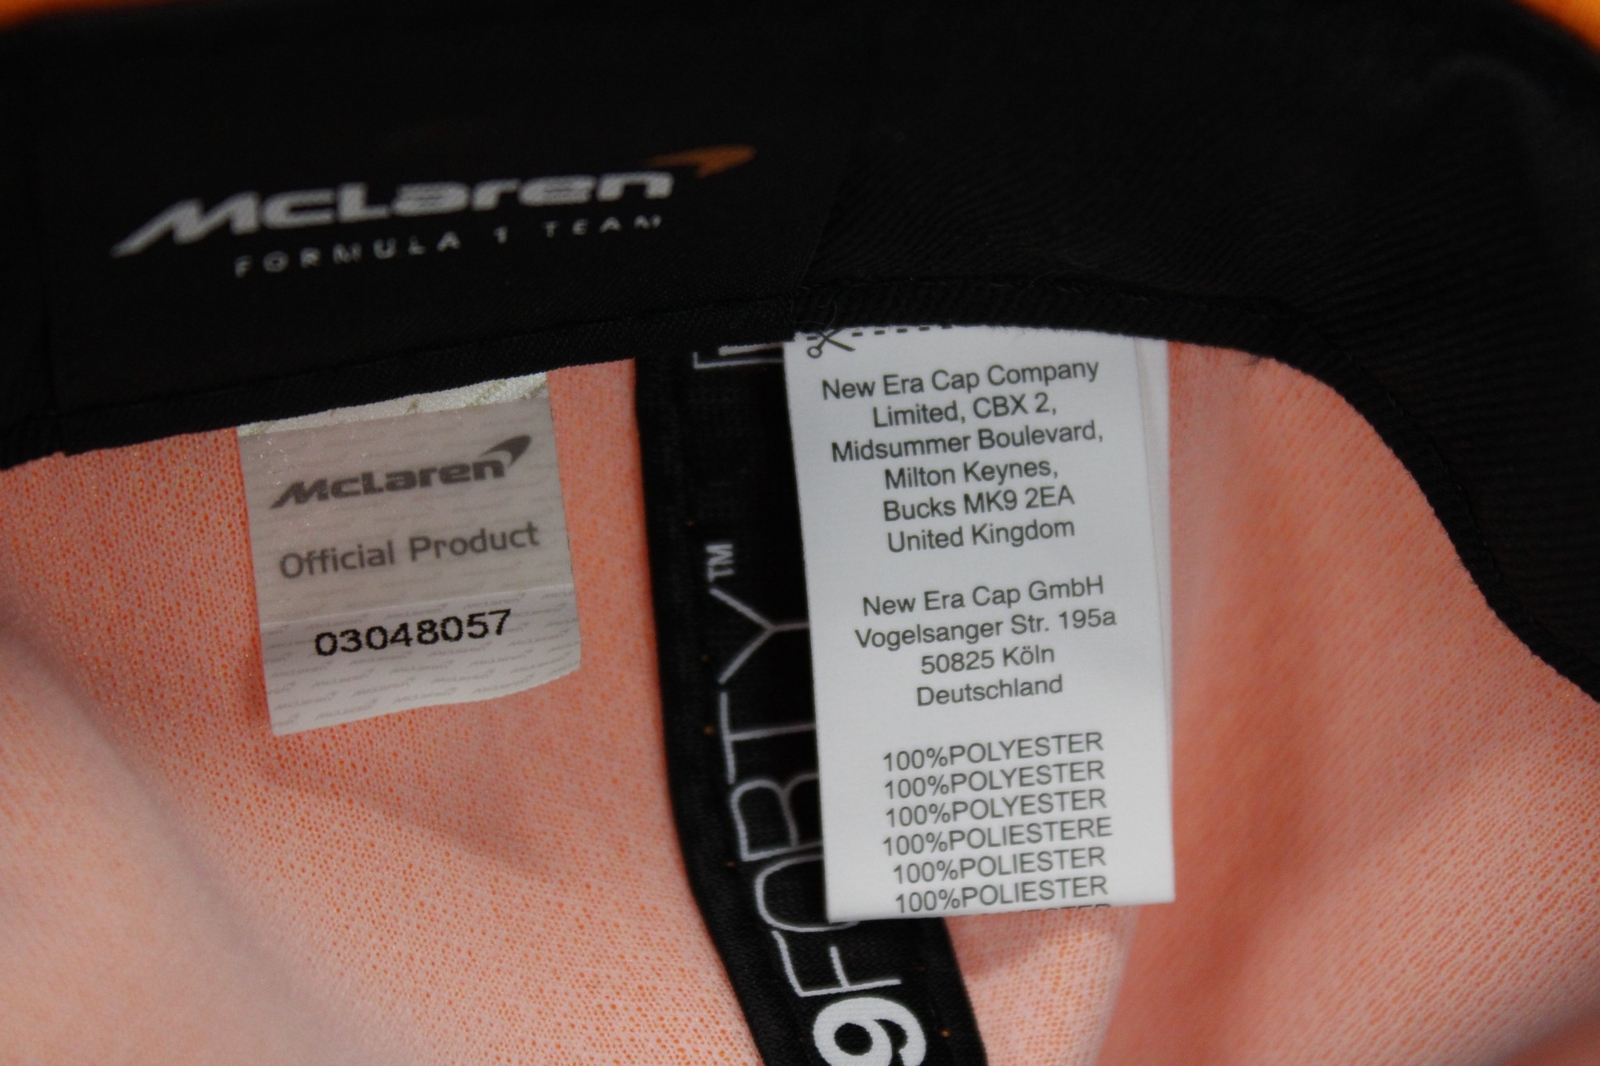 McLaren
FORMULA 1 TEAM
McLaren
Official Product
03048057
9FORTY™
New Era Cap Company
Limited, CBX 2,
Midsummer Boulevard,
Milton Keynes,
Bucks MK9 2EA
United Kingdom
New Era Cap GmbH
Vogelsanger Str. 195a
50825 Köln
Deutschland
100%POLYESTER
100%POLYESTER
100%POLYESTER
100%POLIESTERE
100%POLIESTER
100%POLIESTER